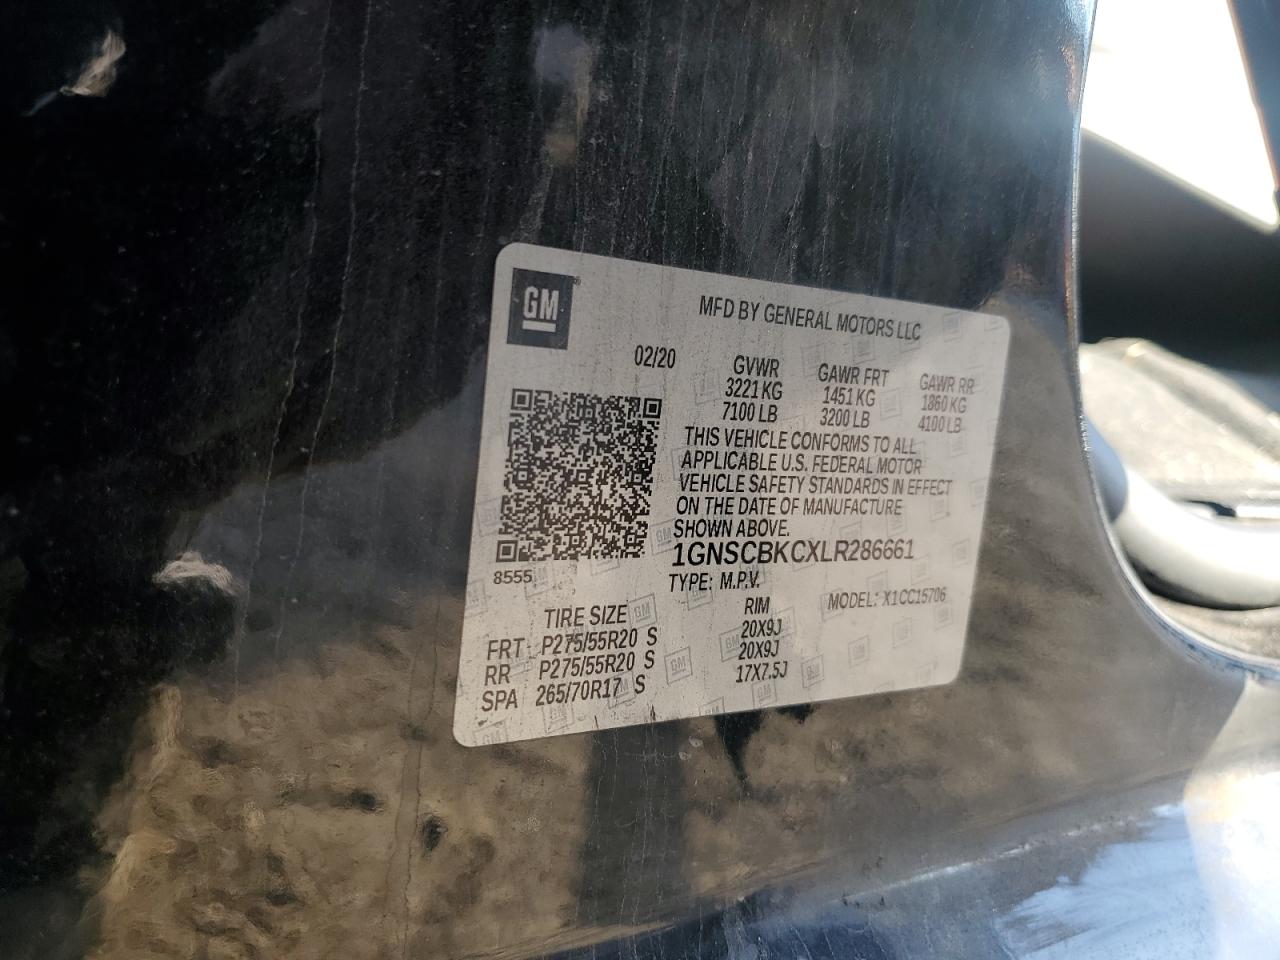 GM
MFD BY GENERAL MOTORS LLC
02/20
GVWR GAWR FRT GAWR RR
3221 KG 1451 KG 1860 KG
7100 LB 3200 LB 4100 LB
THIS VEHICLE CONFORMS TO ALL
APPLICABLE U.S. FEDERAL MOTOR
VEHICLE SAFETY STANDARDS IN EFFECT
ON THE DATE OF MANUFACTURE
SHOWN ABOVE.
1GNSCBKCXLR286661
8555
TYPE: M.P.V. MODEL: X1CC15706
TIRE SIZE RIM
FRT P275/55R20 S 20X9J
RR P275/55R20 S 20X9J
SPA 265/70R17 S 17X7.5J